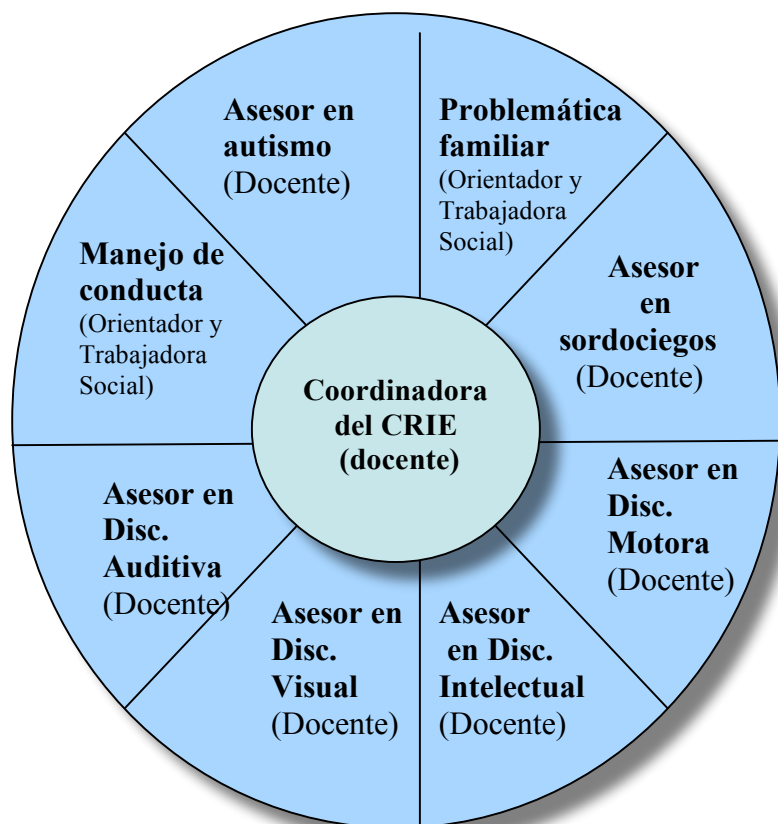 Asesor en
autismo
(Docente)
Problemática
familiar
(Orientador y
Trabajadora
Social)
Manejo de
conducta
(Orientador y
Trabajadora
Social)
Asesor
en
sordociegos
(Docente)
Coordinadora
del CRIE
(docente)
Asesor en
Disc.
Auditiva
(Docente)
Asesor en
Disc.
Motora
(Docente)
Asesor en
Disc.
Visual
(Docente)
Asesor
en Disc.
Intelectual
(Docente)